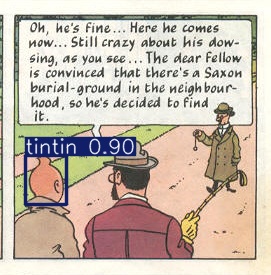 Oh, he's fine... Here he comes
now... Still crazy about his dow-
sing, as you see... The dear fellow
is convinced that there's a Saxon
burial-ground in the neighbour-
hood, so he's decided to find
it.
tintin 0.90